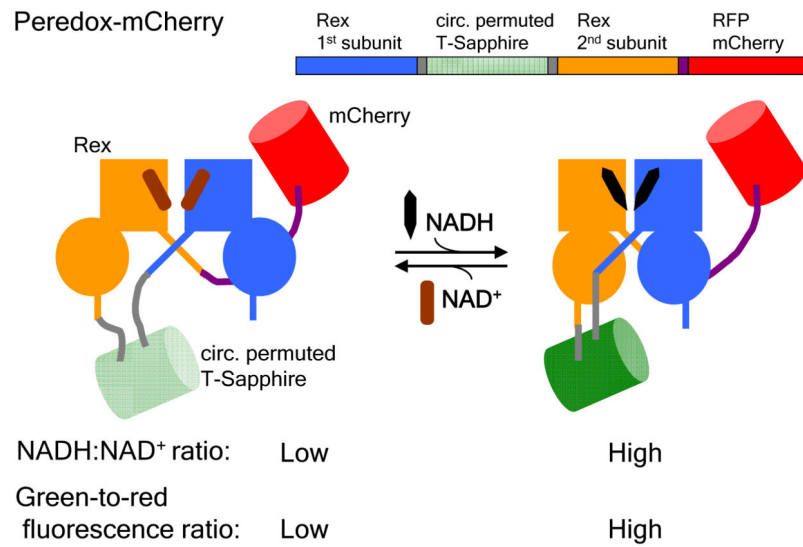 Peredox-mCherry
Rex
1st subunit
circ. permuted
T-Sapphire
Rex
2nd subunit
RFP
mCherry
mCherry
Rex
NADH
NAD+
circ. permuted
T-Sapphire
NADH:NAD+ ratio: Low High
Green-to-red
fluorescence ratio: Low High